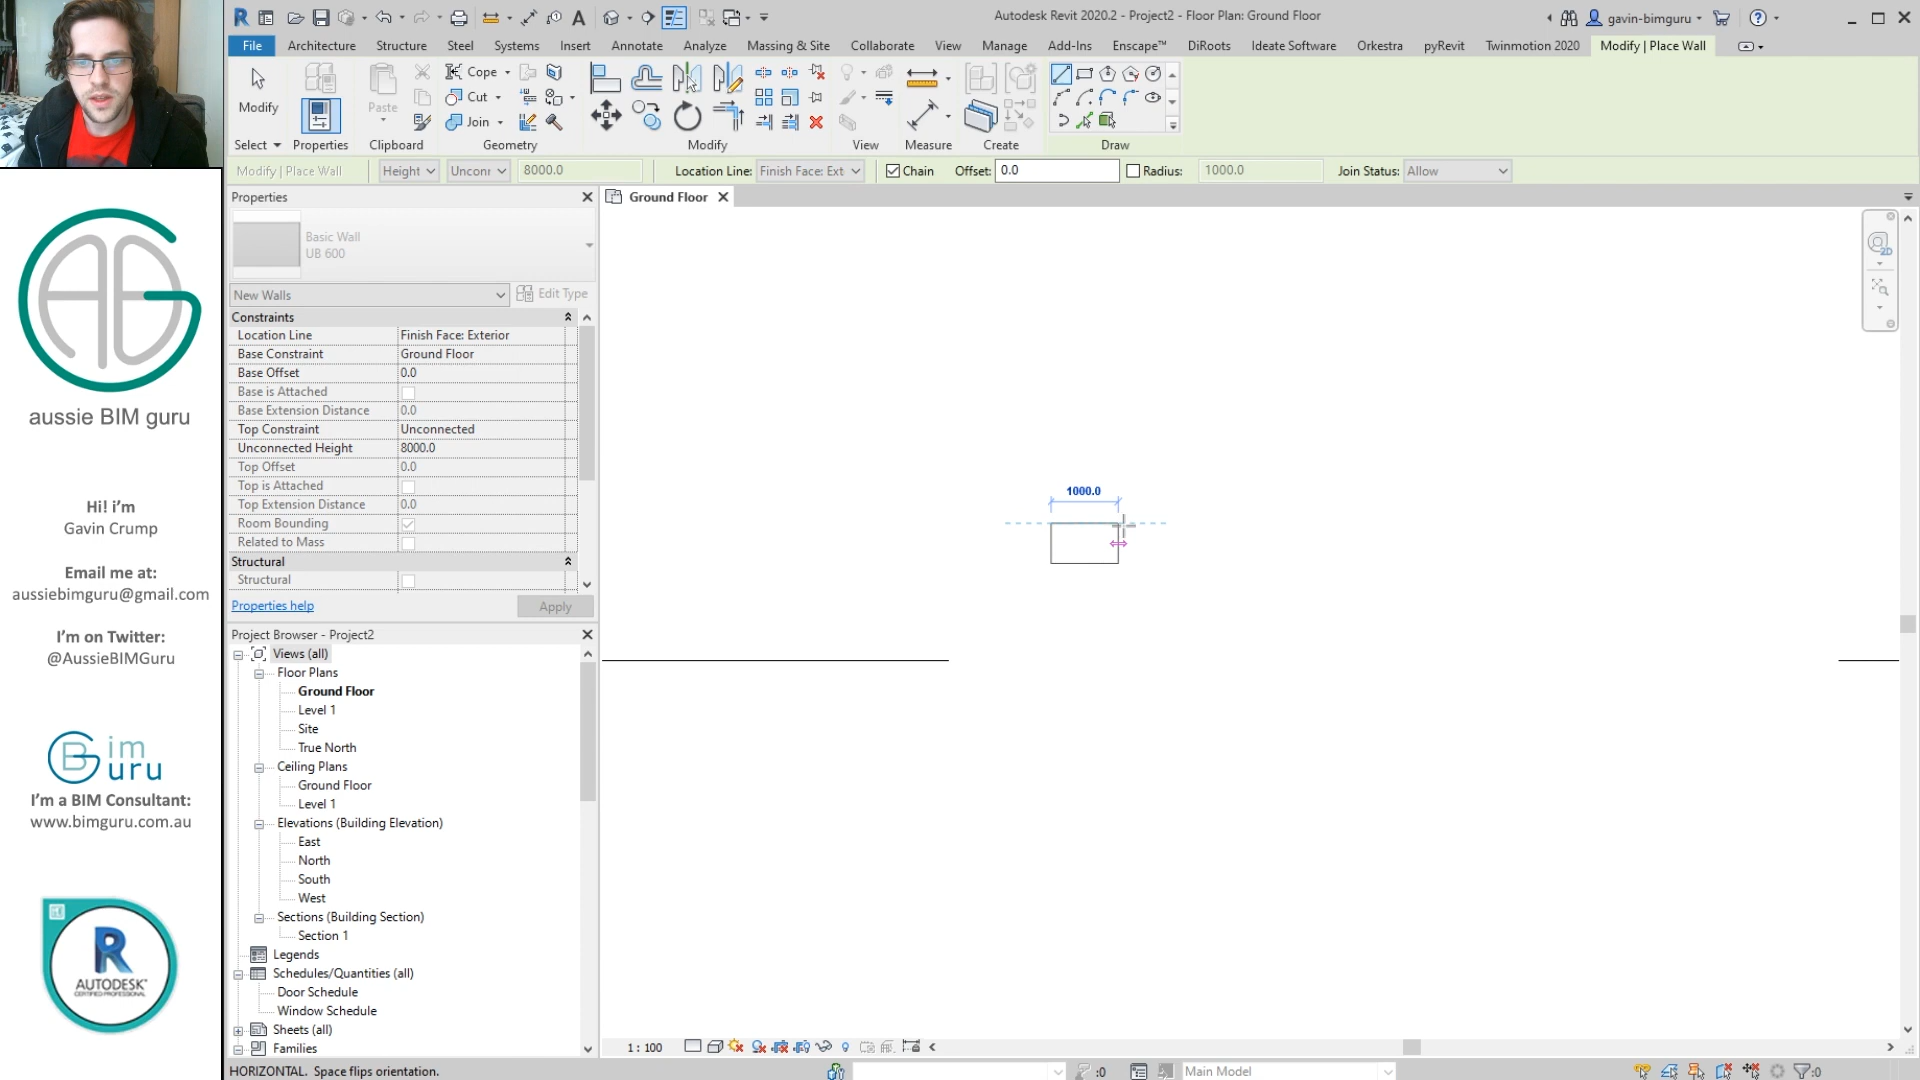 Autodesk Revit 2020.2 - Project2 - Floor Plan: Ground Floor
gavin-bimguru
File
Architecture
Structure
Steel
Systems
Insert
Annotate
Analyze
Massing & Site
Collaborate
View
Manage
Add-Ins
Enscape™
DiRoots
Ideate Software
Orkestra
pyRevit
Twinmotion 2020
Modify | Place Wall
Modify
Paste
Cope
Cut
Join
Select
Properties
Clipboard
Geometry
Modify
View
Measure
Create
Draw
Modify | Place Wall
Height
Uncon
8000.0
Location Line:
Finish Face: Ext
Chain
Offset:
0.0
Radius:
1000.0
Join Status:
Allow
Properties
Basic Wall
UB 600
New Walls
Edit Type
Constraints
Location Line Finish Face: Exterior
Base Constraint Ground Floor
Base Offset 0.0
Base is Attached
Base Extension Distance 0.0
Top Constraint Unconnected
Unconnected Height 8000.0
Top Offset 0.0
Top is Attached
Top Extension Distance 0.0
Room Bounding
Related to Mass
Structural
Structural
Properties help
Apply
Project Browser - Project2
Views (all)
Floor Plans
Ground Floor
Level 1
Site
True North
Ceiling Plans
Ground Floor
Level 1
Elevations (Building Elevation)
East
North
South
West
Sections (Building Section)
Section 1
Legends
Schedules/Quantities (all)
Door Schedule
Window Schedule
Sheets (all)
Families
HORIZONTAL. Space flips orientation.
Ground Floor
2D
1000.0
1 : 100
:0
Main Model
:0
aussie BIM guru
Hi! i'm
Gavin Crump
Email me at:
aussiebimguru@gmail.com
I'm on Twitter:
@AussieBIMGuru
Bim
Guru
I'm a BIM Consultant:
www.bimguru.com.au
R
AUTODESK
CERTIFIED PROFESSIONAL